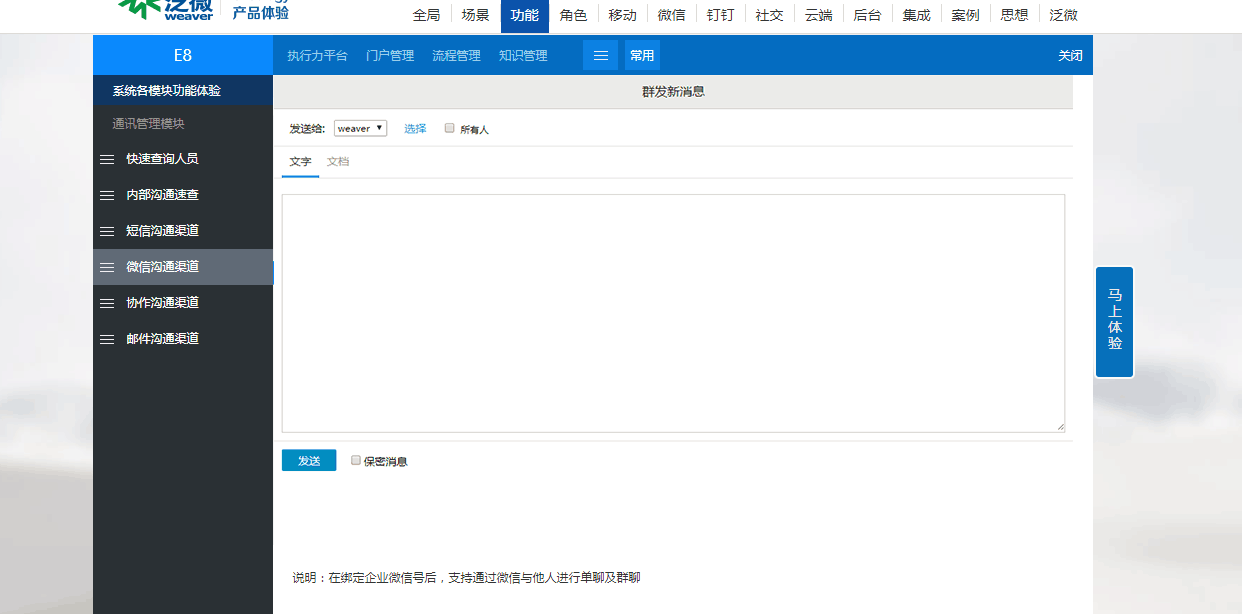 泛微
weaver
产品体验
全局 场景 功能 角色 移动 微信 钉钉 社交 云端 后台 集成 案例 思想 泛微
E8 执行力平台 门户管理 流程管理 知识管理 常用 关闭
系统各模块功能体验
通讯管理模块
快速查询人员
内部沟通速查
短信沟通渠道
微信沟通渠道
协作沟通渠道
邮件沟通渠道
群发新消息
发送给: weaver 选择 所有人
文字 文档
发送 保密消息
说明：在绑定企业微信号后，支持通过微信与他人进行单聊及群聊
马上体验